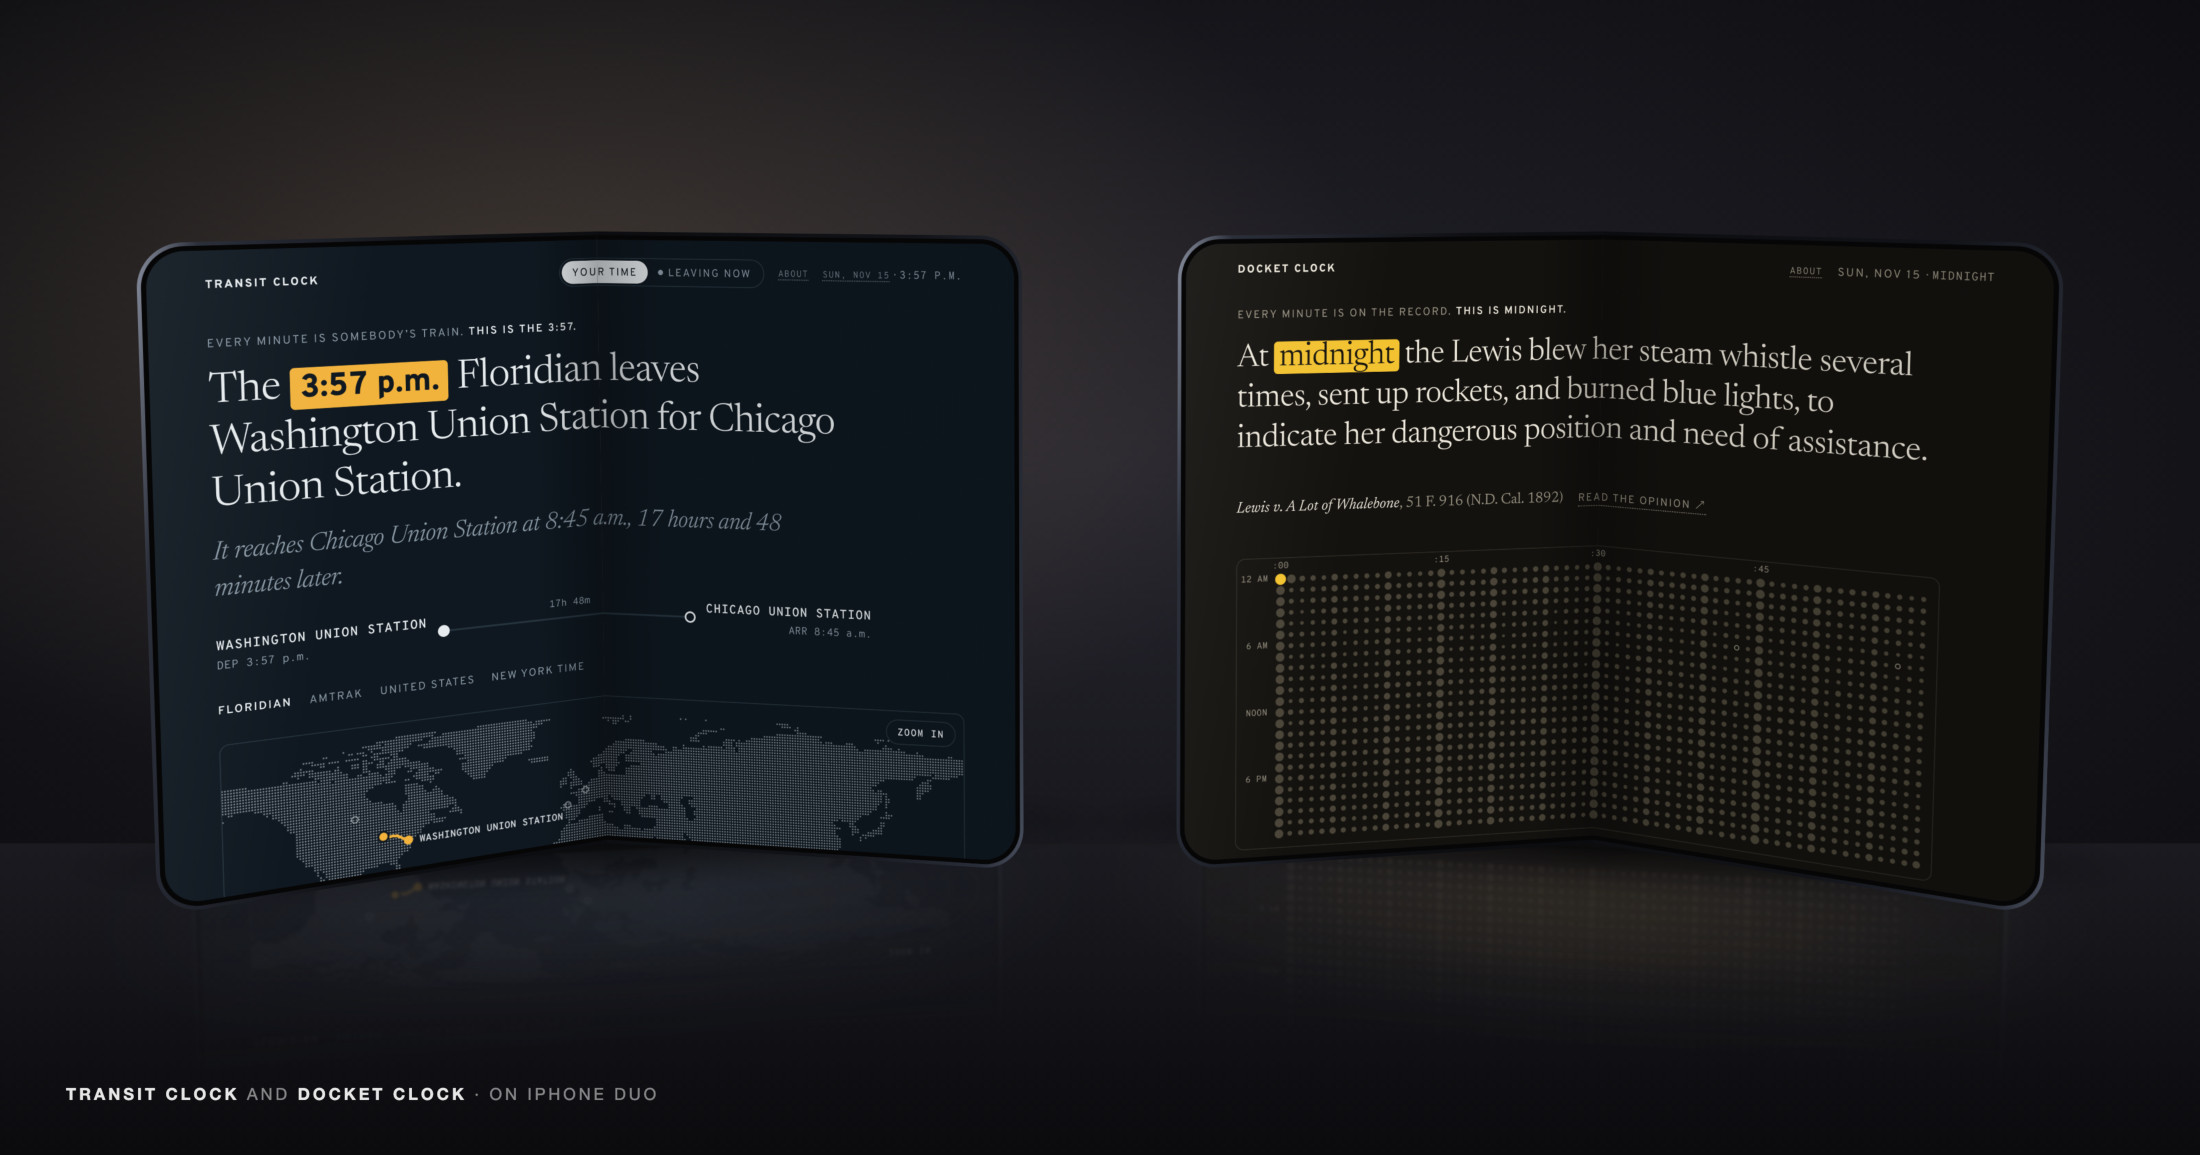 TRANSIT CLOCK
YOUR TIME
LEAVING NOW
ABOUT
SUN, NOV 15 · 3:57 P.M.
EVERY MINUTE IS SOMEBODY'S TRAIN. THIS IS THE 3:57.
The 3:57 p.m. Floridian leaves
Washington Union Station for Chicago
Union Station.
It reaches Chicago Union Station at 8:45 a.m., 17 hours and 48
minutes later.
17h 48m
WASHINGTON UNION STATION
DEP 3:57 p.m.
CHICAGO UNION STATION
ARR 8:45 a.m.
FLORIDIAN AMTRAK UNITED STATES NEW YORK TIME
ZOOM IN
WASHINGTON UNION STATION
DOCKET CLOCK
ABOUT
SUN, NOV 15 · MIDNIGHT
EVERY MINUTE IS ON THE RECORD. THIS IS MIDNIGHT.
At midnight the Lewis blew her steam whistle several
times, sent up rockets, and burned blue lights, to
indicate her dangerous position and need of assistance.
Lewis v. A Lot of Whalebone, 51 F. 916 (N.D. Cal. 1892)
READ THE OPINION ↗
:00 :15 :30 :45
12 AM
6 AM
NOON
6 PM
TRANSIT CLOCK AND DOCKET CLOCK · ON IPHONE DUO